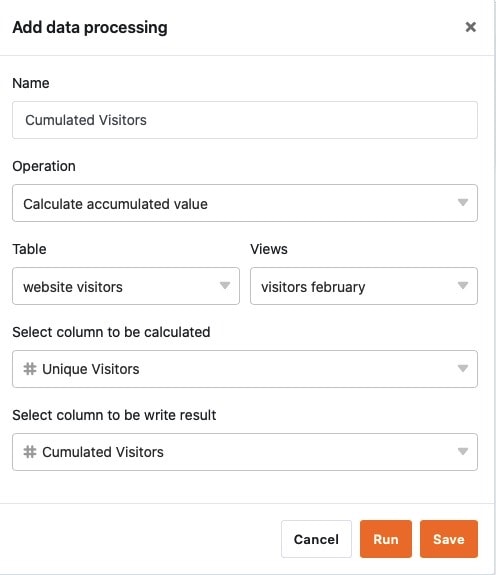 Add data processing
Name
Cumulated Visitors
Operation
Calculate accumulated value
Table Views
website visitors visitors february
Select column to be calculated
Unique Visitors
Select column to be write result
Cumulated Visitors
Cancel Run Save